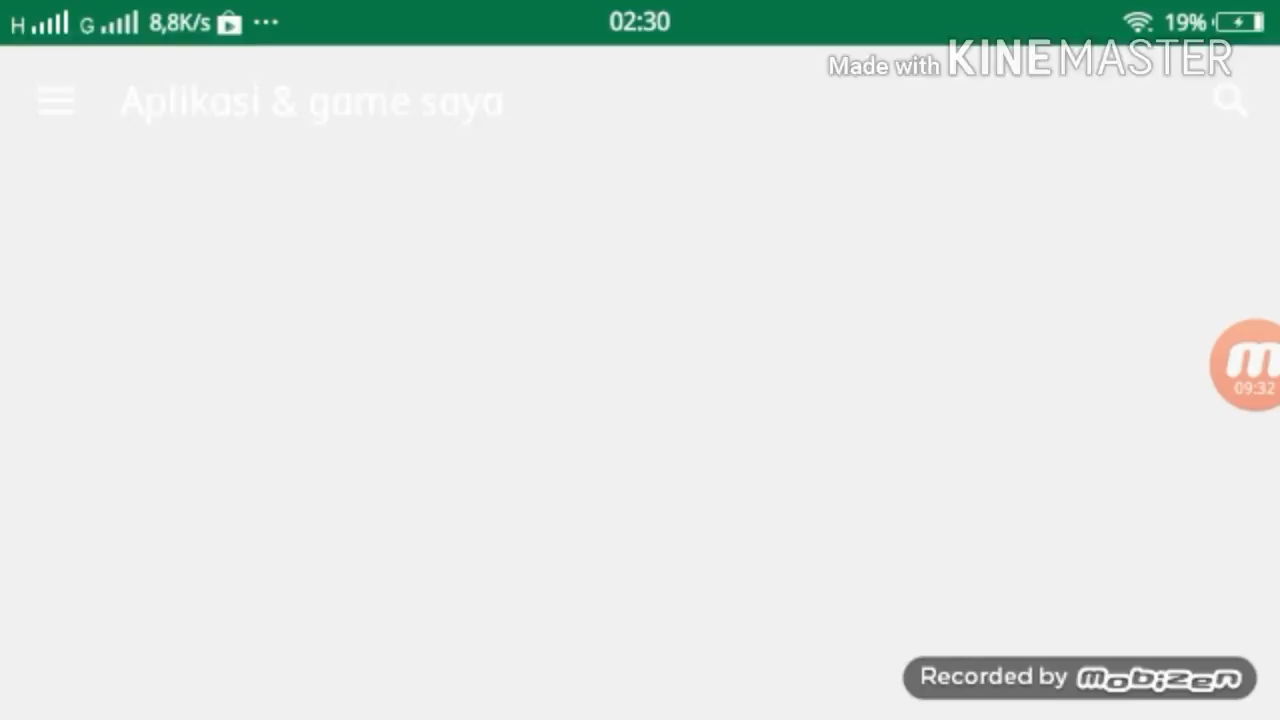 H G 8,8K/s 02:30 19%
Made with KINEMASTER
Aplikasi & game saya
m
09:32
Recorded by mobizen